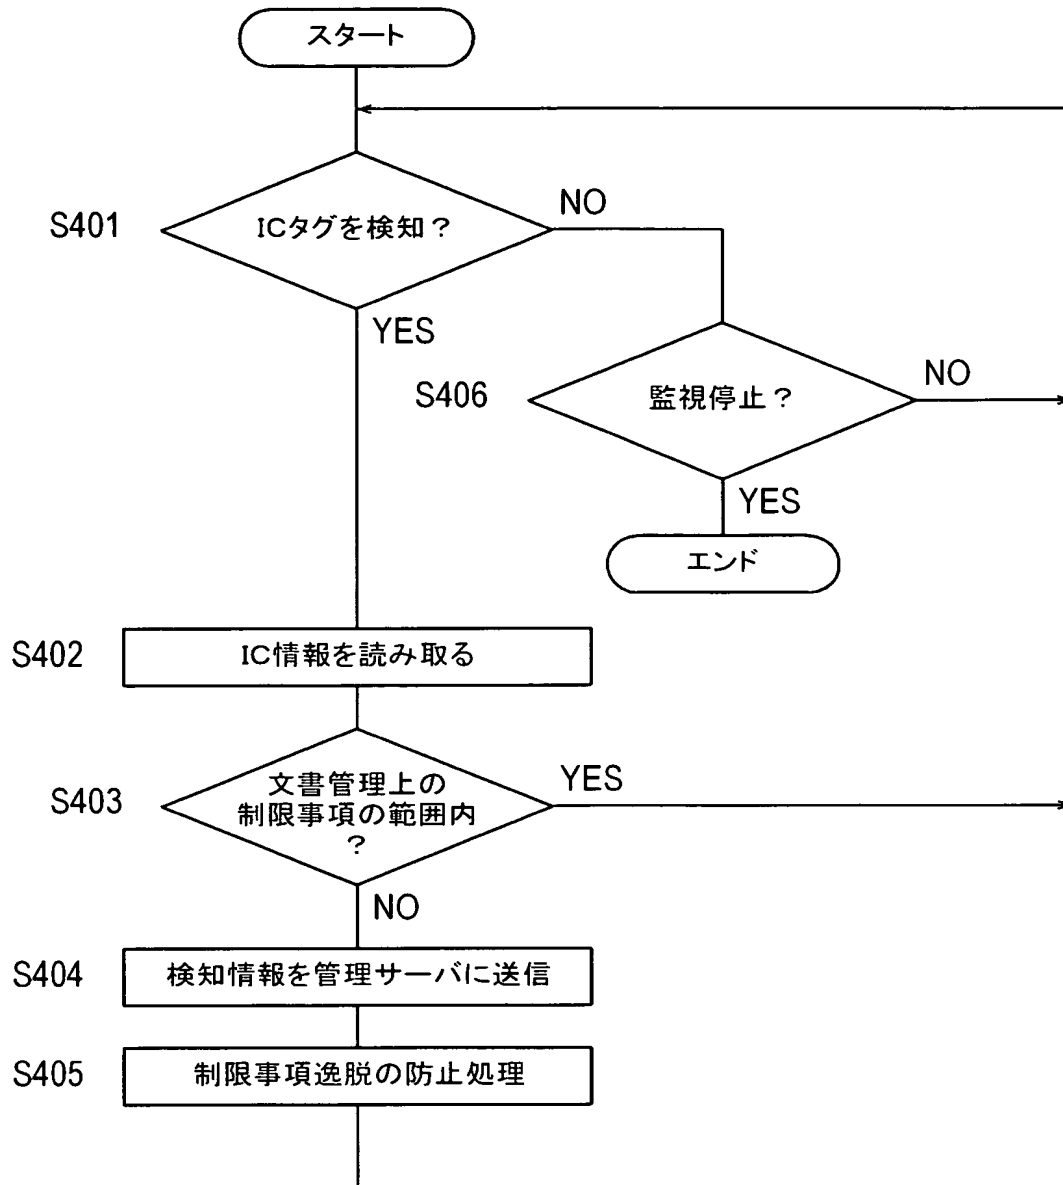 スタート
S401
ICタグを検知？
NO
YES
S406
監視停止？
NO
YES
エンド
S402
IC情報を読み取る
S403
文書管理上の
制限事項の範囲内
？
YES
NO
S404
検知情報を管理サーバに送信
S405
制限事項逸脱の防止処理